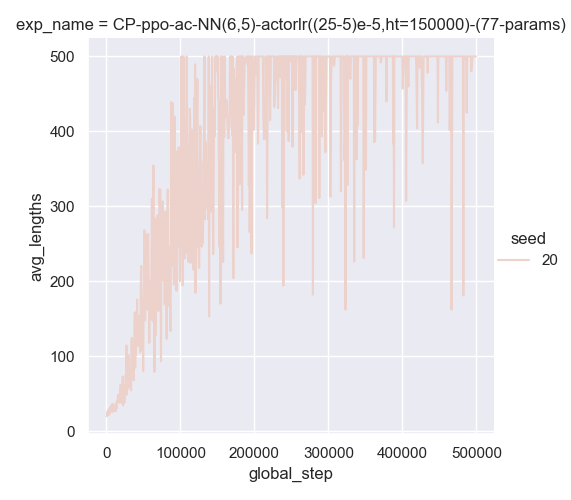 exp_name = CP-ppo-ac-NN(6,5)-actorlr((25-5)e-5,ht=150000)-(77-params)
500
400
300
200
100
0
avg_lengths
0 100000 200000 300000 400000 500000
global_step
seed
20